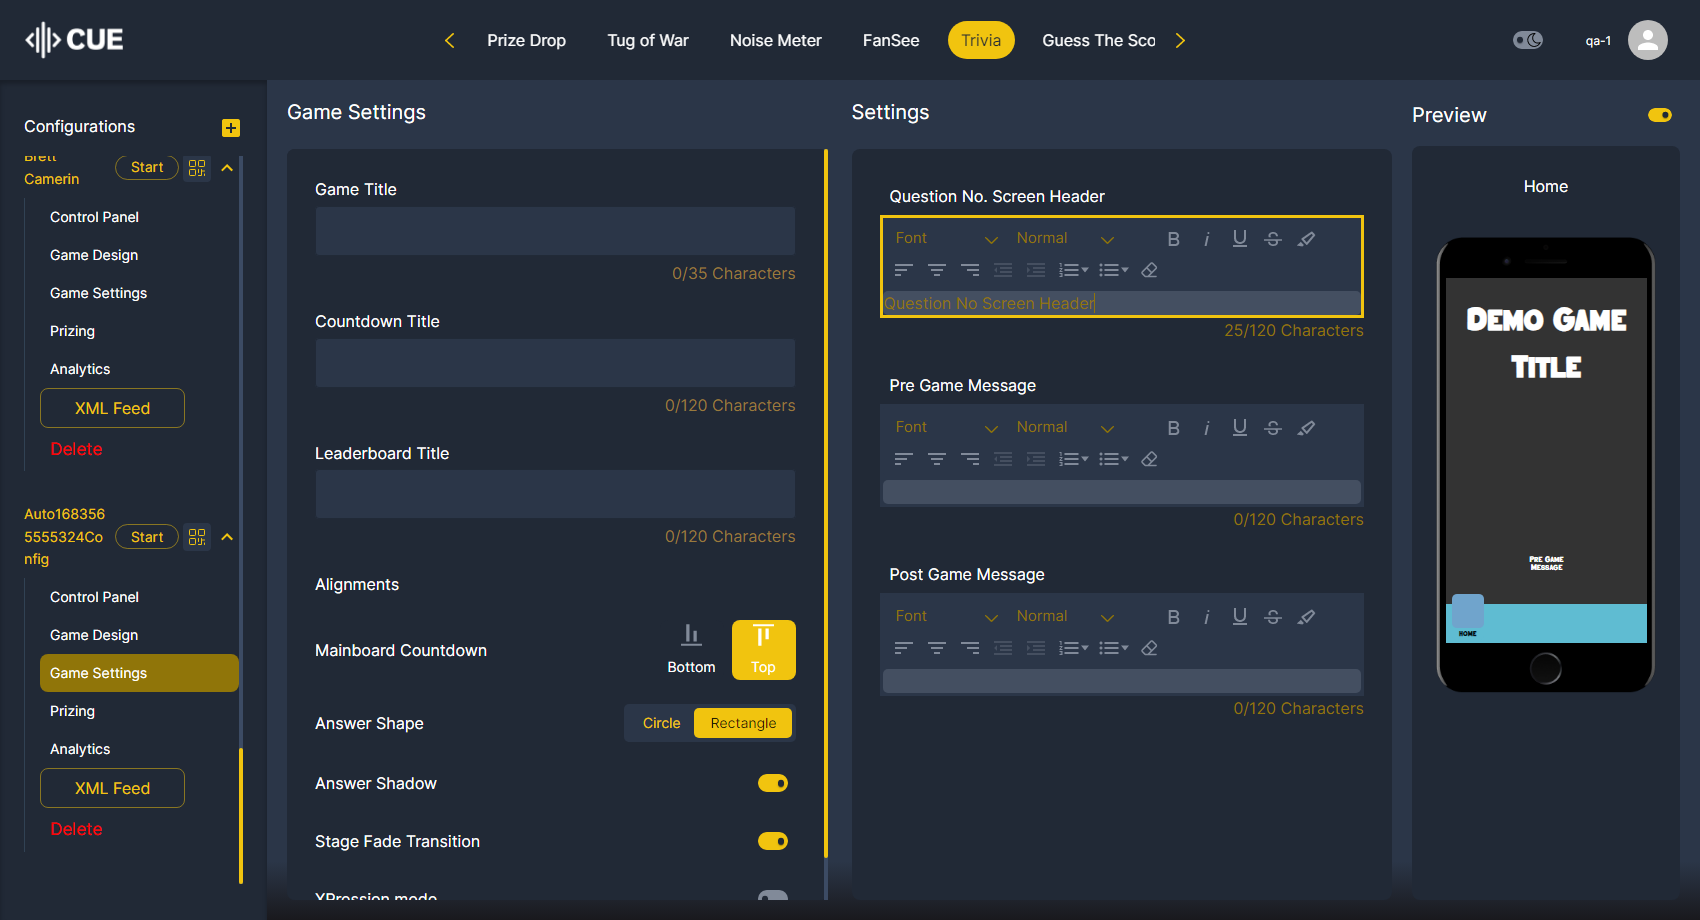 CUE
Prize Drop
Tug of War
Noise Meter
FanSee
Trivia
Guess The Sco
qa-1
Configurations
Brett
Camerin
Start
Control Panel
Game Design
Game Settings
Prizing
Analytics
XML Feed
Delete
Auto168356
5555324Co
nfig
Start
Control Panel
Game Design
Game Settings
Prizing
Analytics
XML Feed
Delete
Game Settings
Game Title
0/35 Characters
Countdown Title
0/120 Characters
Leaderboard Title
0/120 Characters
Alignments
Mainboard Countdown
Bottom
Top
Answer Shape
Circle
Rectangle
Answer Shadow
Stage Fade Transition
XPression mode
Settings
Question No. Screen Header
Font
Normal
Question No Screen Header
25/120 Characters
Pre Game Message
Font
Normal
0/120 Characters
Post Game Message
Font
Normal
0/120 Characters
Preview
Home
Demo Game
Title
Pre Game
Message
HOME